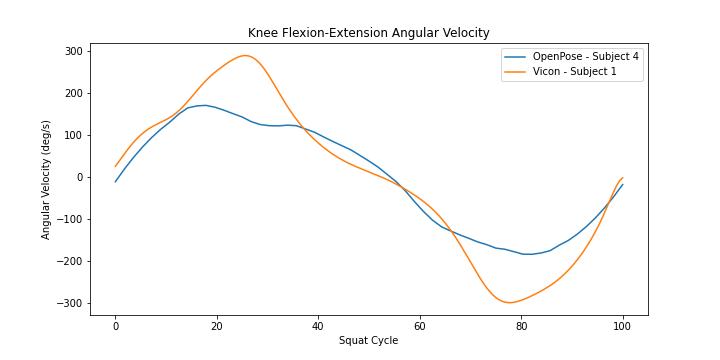 Knee Flexion-Extension Angular Velocity
OpenPose - Subject 4
Vicon - Subject 1
Angular Velocity (deg/s)
300
200
100
0
−100
−200
−300
0 20 40 60 80 100
Squat Cycle